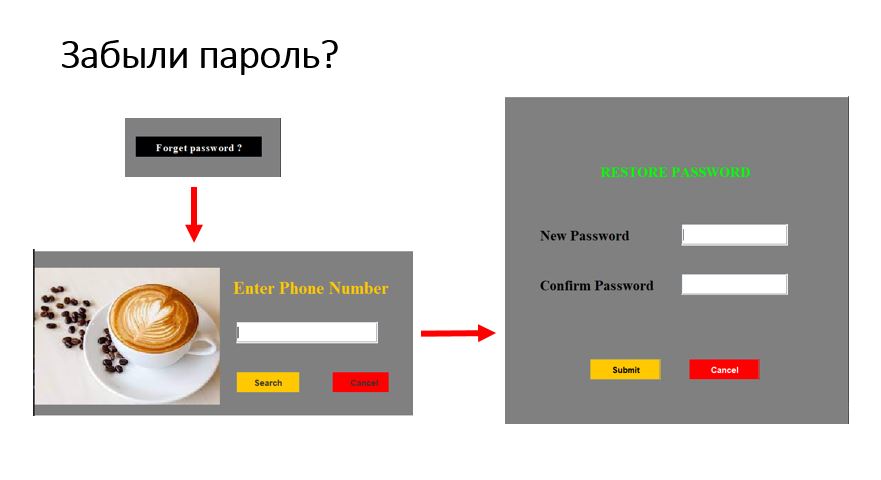 Забыли пароль?
Forget password ?
Enter Phone Number
Search
Cancel
RESTORE PASSWORD
New Password
Confirm Password
Submit
Cancel